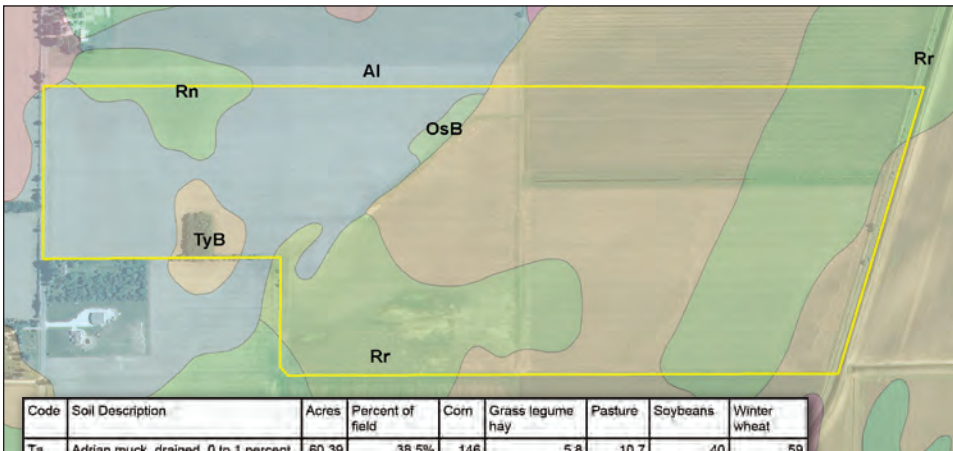 Al
Rr
Rn
OsB
TyB
Rr
Code Soil Description Acres Percent of field Corn Grass legume hay Pasture Soybeans Winter wheat
Ta Adrian muck, drained, 0 to 1 percent 60.39 38.5% 146 5.8 10.7 40 59